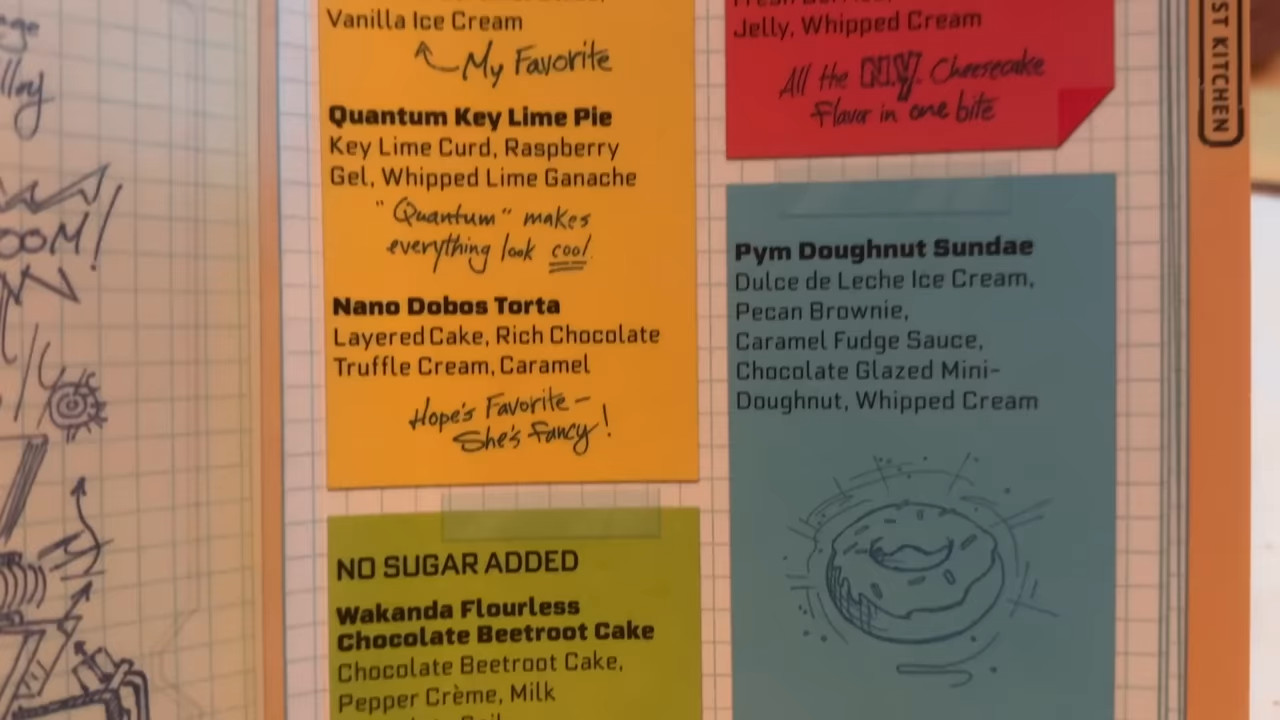 Vanilla Ice Cream
My Favorite
Quantum Key Lime Pie
Key Lime Curd, Raspberry
Gel, Whipped Lime Ganache
"Quantum" makes
everything look cool
Nano Dobos Torta
Layered Cake, Rich Chocolate
Truffle Cream, Caramel
Hope's Favorite -
She's fancy!
NO SUGAR ADDED
Wakanda Flourless
Chocolate Beetroot Cake
Chocolate Beetroot Cake,
Pepper Crème, Milk
Jelly, Whipped Cream
All the N.Y. Cheesecake
Flavor in one bite
Pym Doughnut Sundae
Dulce de Leche Ice Cream,
Pecan Brownie,
Caramel Fudge Sauce,
Chocolate Glazed Mini-
Doughnut, Whipped Cream
ST KITCHEN